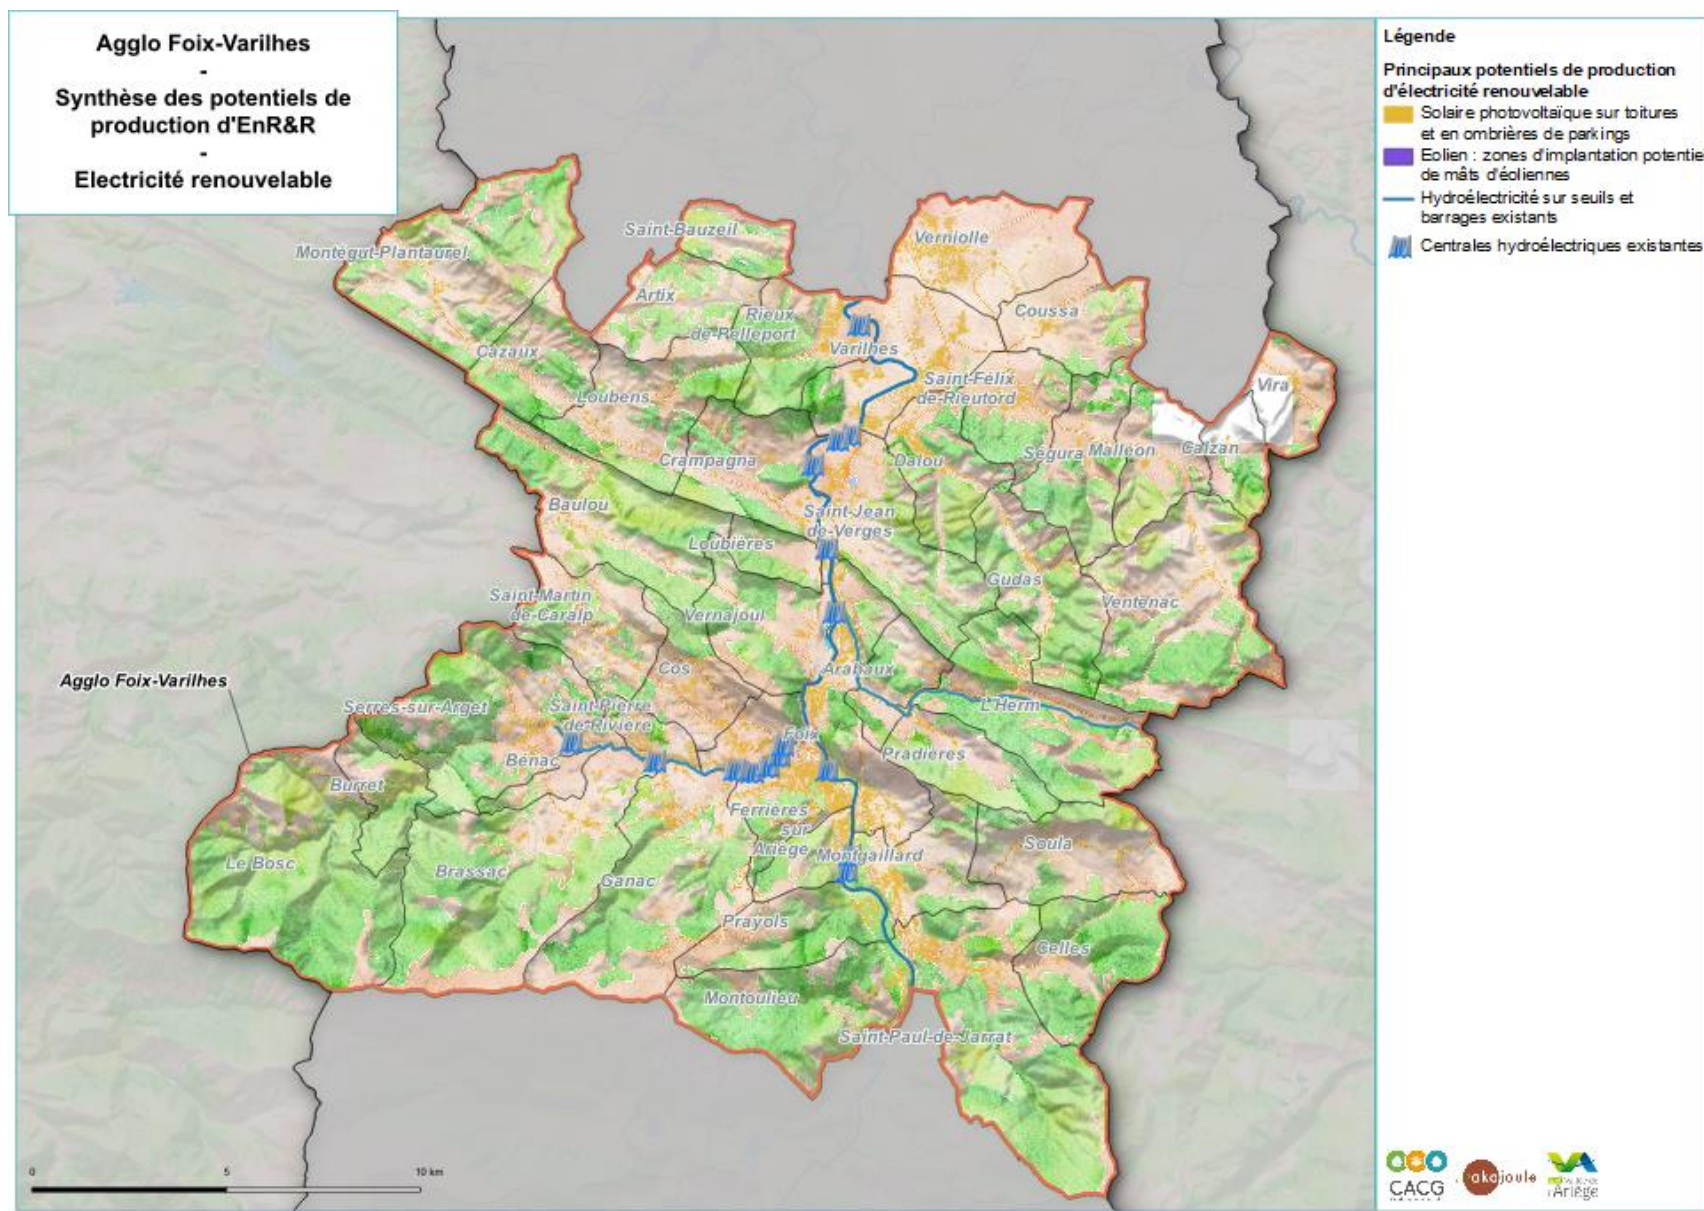 Agglo Foix-Varilhes
-
Synthèse des potentiels de
production d'EnR&R
-
Electricité renouvelable
Légende
Principaux potentiels de production
d'électricité renouvelable
Solaire photovoltaïque sur toitures
et en ombrières de parkings
Eolien : zones d'implantation potentie
de mâts d'éoliennes
Hydroélectricité sur seuils et
barrages existants
Centrales hydroélectriques existantes
Saint-Bauzeil
Verniolle
Montégut-Plantaurel
Artix
Rieux
de-Pelleport
Coussa
Varilhes
Cazaux
Saint-Félix
de-Rieutord
Vira
Loubens
Crampagna
Dalou
Ségura
Malléon
Calzan
Baulou
Saint-Jean
de-Verges
Loubières
Gudas
Ventenac
Saint-Martin
de-Caralp
Vernajoul
Cos
Arabaux
Agglo Foix-Varilhes
Serres-sur-Arget
Saint-Pierre
de-Rivière
L'Herm
Foix
Pradières
Bénac
Burret
Ferrières
sur
Ariège
Montgaillard
Soula
Le Bosc
Brassac
Ganac
Prayols
Celles
Montoulieu
Saint-Paul-de-Jarrat
0 5 10 km
CACG
akajoule
Ariège